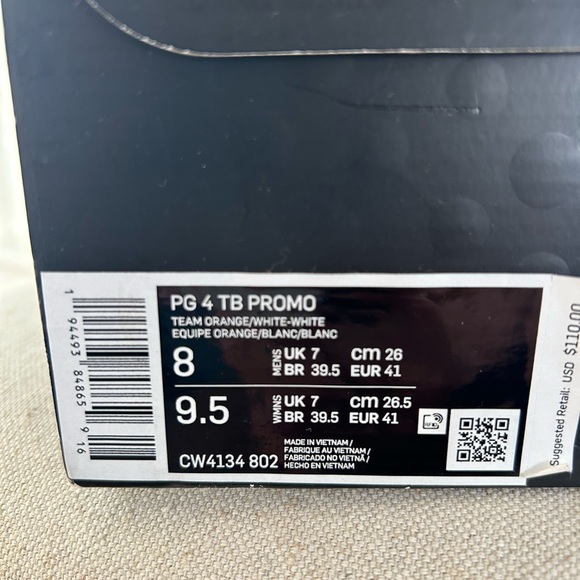 PG 4 TB PROMO
TEAM ORANGE/WHITE-WHITE
EQUIPE ORANGE/BLANC/BLANC
8 MENS UK 7 cm 26
BR 39.5 EUR 41
9.5 WMNS UK 7 cm 26.5
BR 39.5 EUR 41
CW4134 802
MADE IN VIETNAM/
FABRIQUE AU VIETNAM/
FABRICADO NO VIETNÃ/
HECHO EN VIETNAM
1 94493 84865 9 16
Suggested Retail: USD $110.00